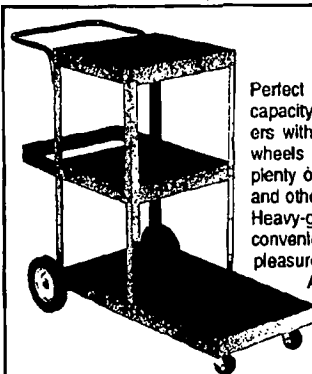 Perfect
capacity
ers with
wheels
plenty o
and othe
Heavy-g
convenie
pleasure
A